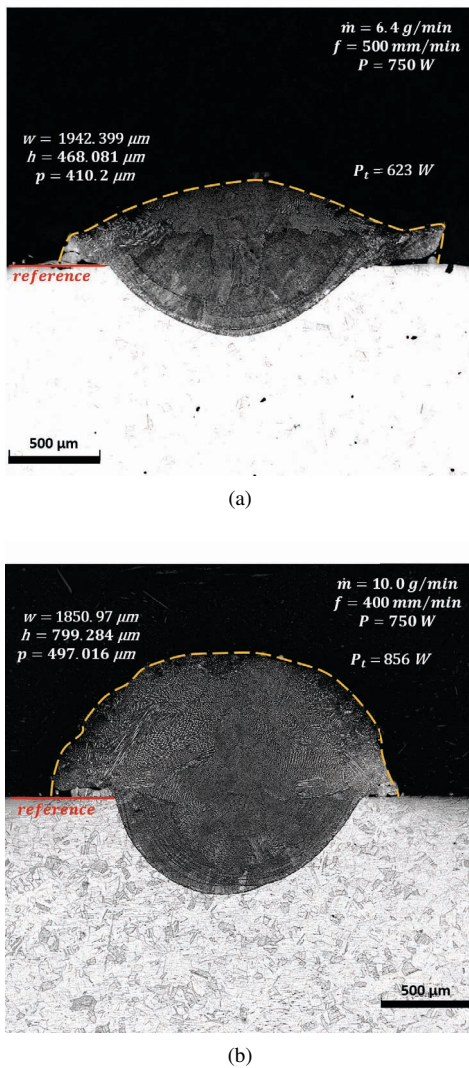 ṁ = 6.4 g/min
f = 500 mm/min
P = 750 W
w = 1942.399 μm
h = 468.081 μm
p = 410.2 μm
P_t = 623 W
reference
500 μm
(a)
ṁ = 10.0 g/min
f = 400 mm/min
P = 750 W
w = 1850.97 μm
h = 799.284 μm
p = 497.016 μm
P_t = 856 W
reference
500 μm
(b)